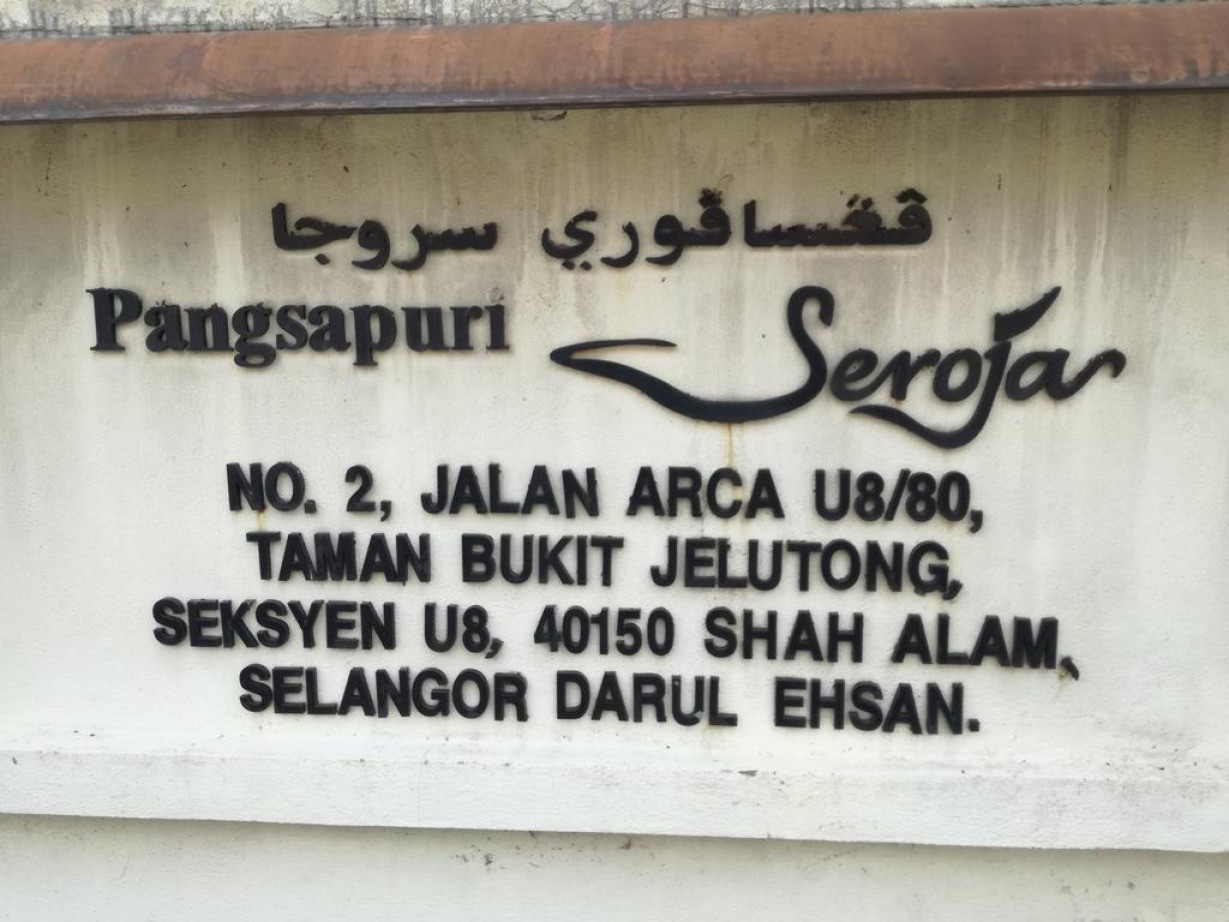 ڤڠساڤوري سروجا
Pangsapuri Seroja
NO. 2, JALAN ARCA U8/80,
TAMAN BUKIT JELUTONG,
SEKSYEN U8, 40150 SHAH ALAM,
SELANGOR DARUL EHSAN.